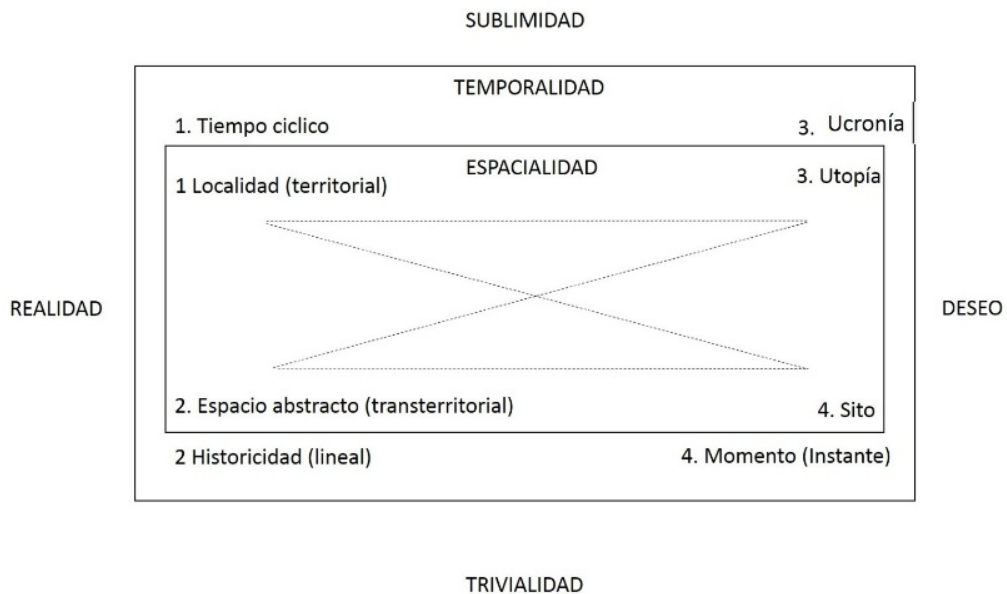 SUBLIMIDAD
TEMPORALIDAD
1. Tiempo ciclico
3. Ucronía
ESPACIALIDAD
1 Localidad (territorial)
3. Utopía
REALIDAD
DESEO
2. Espacio abstracto (transterritorial)
4. Sito
2 Historicidad (lineal)
4. Momento (Instante)
TRIVIALIDAD